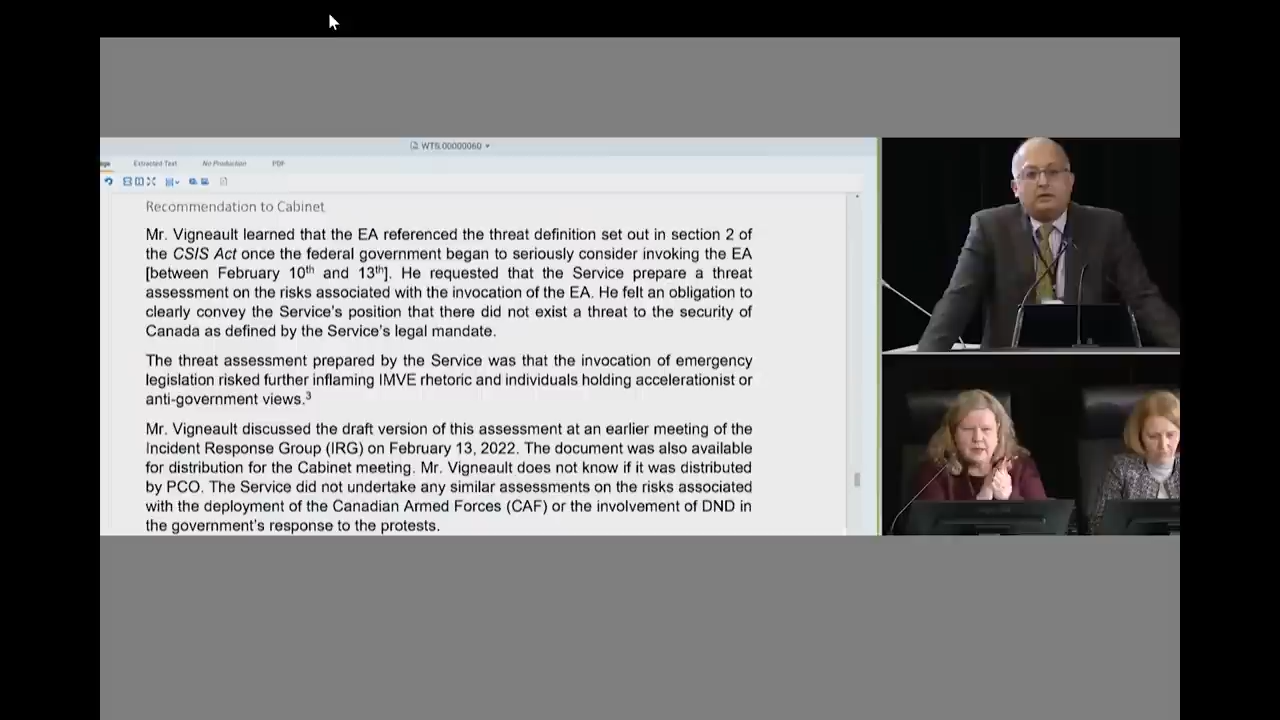 WTS.00000060
Extracted Text
No Production
PDF
Recommendation to Cabinet
Mr. Vigneault learned that the EA referenced the threat definition set out in section 2 of
the CSIS Act once the federal government began to seriously consider invoking the EA
[between February 10th and 13th]. He requested that the Service prepare a threat
assessment on the risks associated with the invocation of the EA. He felt an obligation to
clearly convey the Service's position that there did not exist a threat to the security of
Canada as defined by the Service's legal mandate.
The threat assessment prepared by the Service was that the invocation of emergency
legislation risked further inflaming IMVE rhetoric and individuals holding accelerationist or
anti-government views.3
Mr. Vigneault discussed the draft version of this assessment at an earlier meeting of the
Incident Response Group (IRG) on February 13, 2022. The document was also available
for distribution for the Cabinet meeting. Mr. Vigneault does not know if it was distributed
by PCO. The Service did not undertake any similar assessments on the risks associated
with the deployment of the Canadian Armed Forces (CAF) or the involvement of DND in
the government's response to the protests.